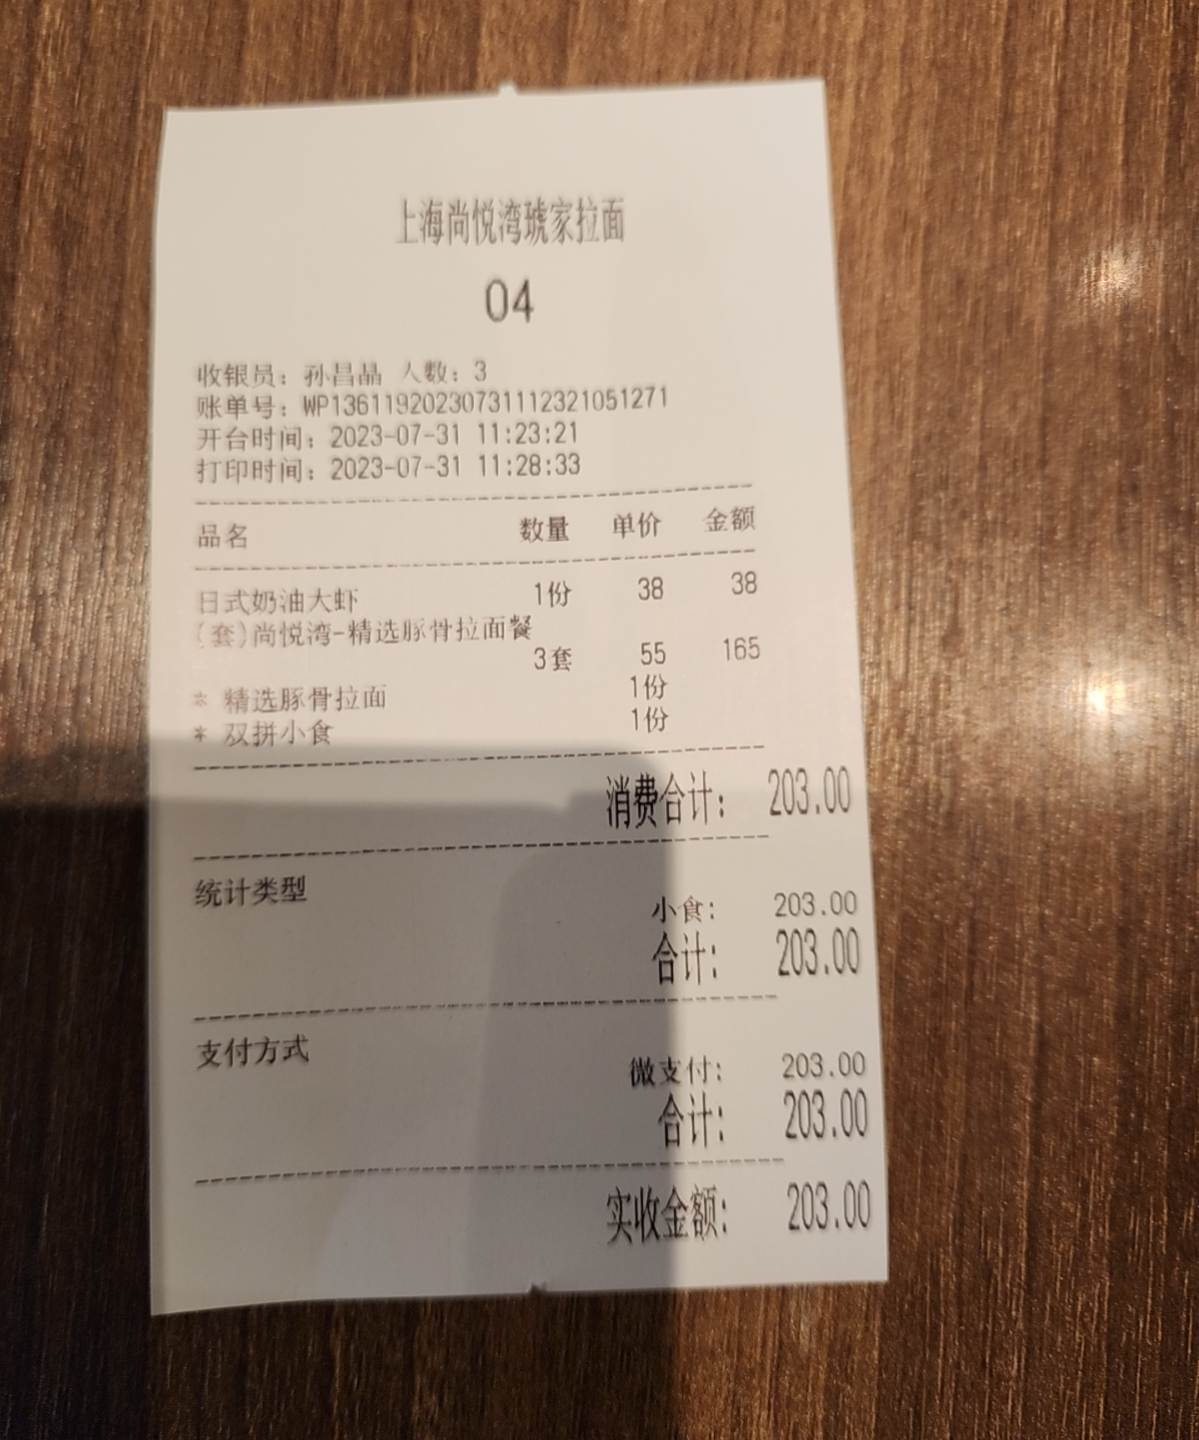 上海尚悦湾琥家拉面
04
收银员：孙昌晶 人数：3
账单号：WP13611920230731112321051271
开台时间：2023-07-31 11:23:21
打印时间：2023-07-31 11:28:33
品名 数量 单价 金额
日式奶油大虾 1份 38 38
(套)尚悦湾-精选豚骨拉面餐
3套 55 165
* 精选豚骨拉面 1份
* 双拼小食 1份
消费合计： 203.00
统计类型
小食： 203.00
合计： 203.00
支付方式
微支付： 203.00
合计： 203.00
实收金额： 203.00